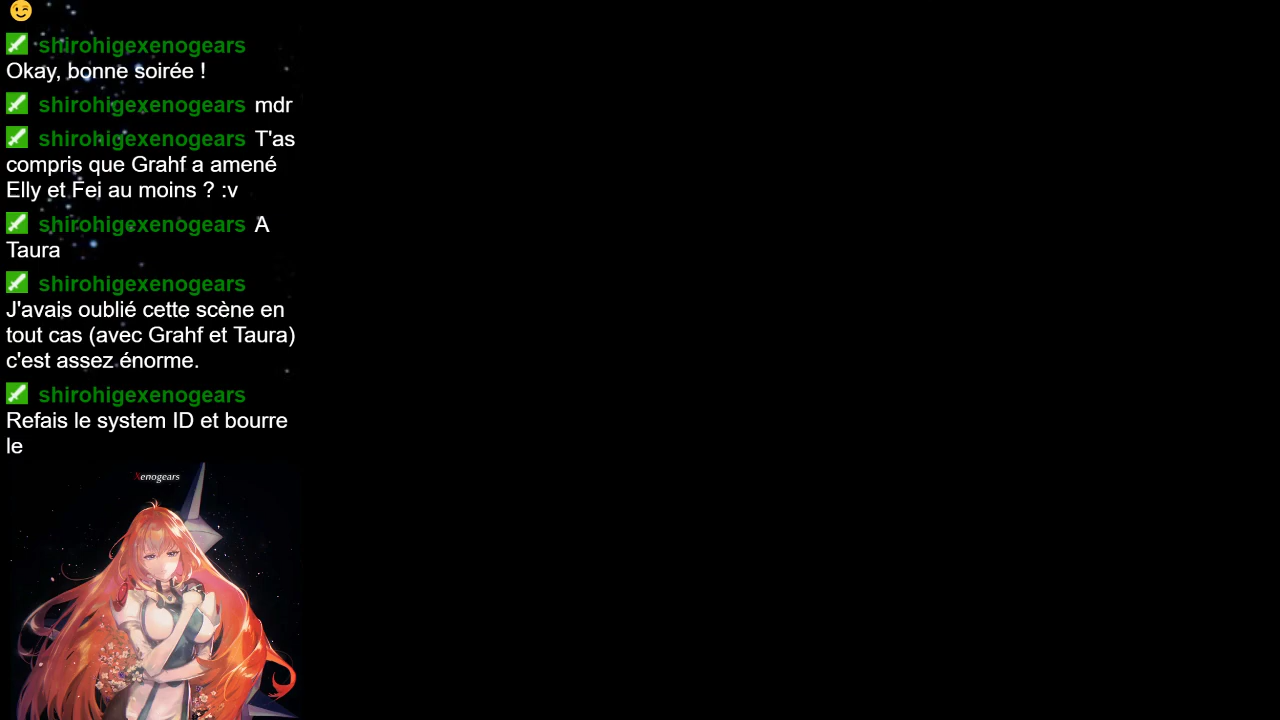 shirohigexenogears
Okay, bonne soirée !
shirohigexenogears mdr
shirohigexenogears T'as
compris que Grahf a amené
Elly et Fei au moins ? :v
shirohigexenogears A
Taura
shirohigexenogears
J'avais oublié cette scène en
tout cas (avec Grahf et Taura)
c'est assez énorme.
shirohigexenogears
Refais le system ID et bourre
le
Xenogears